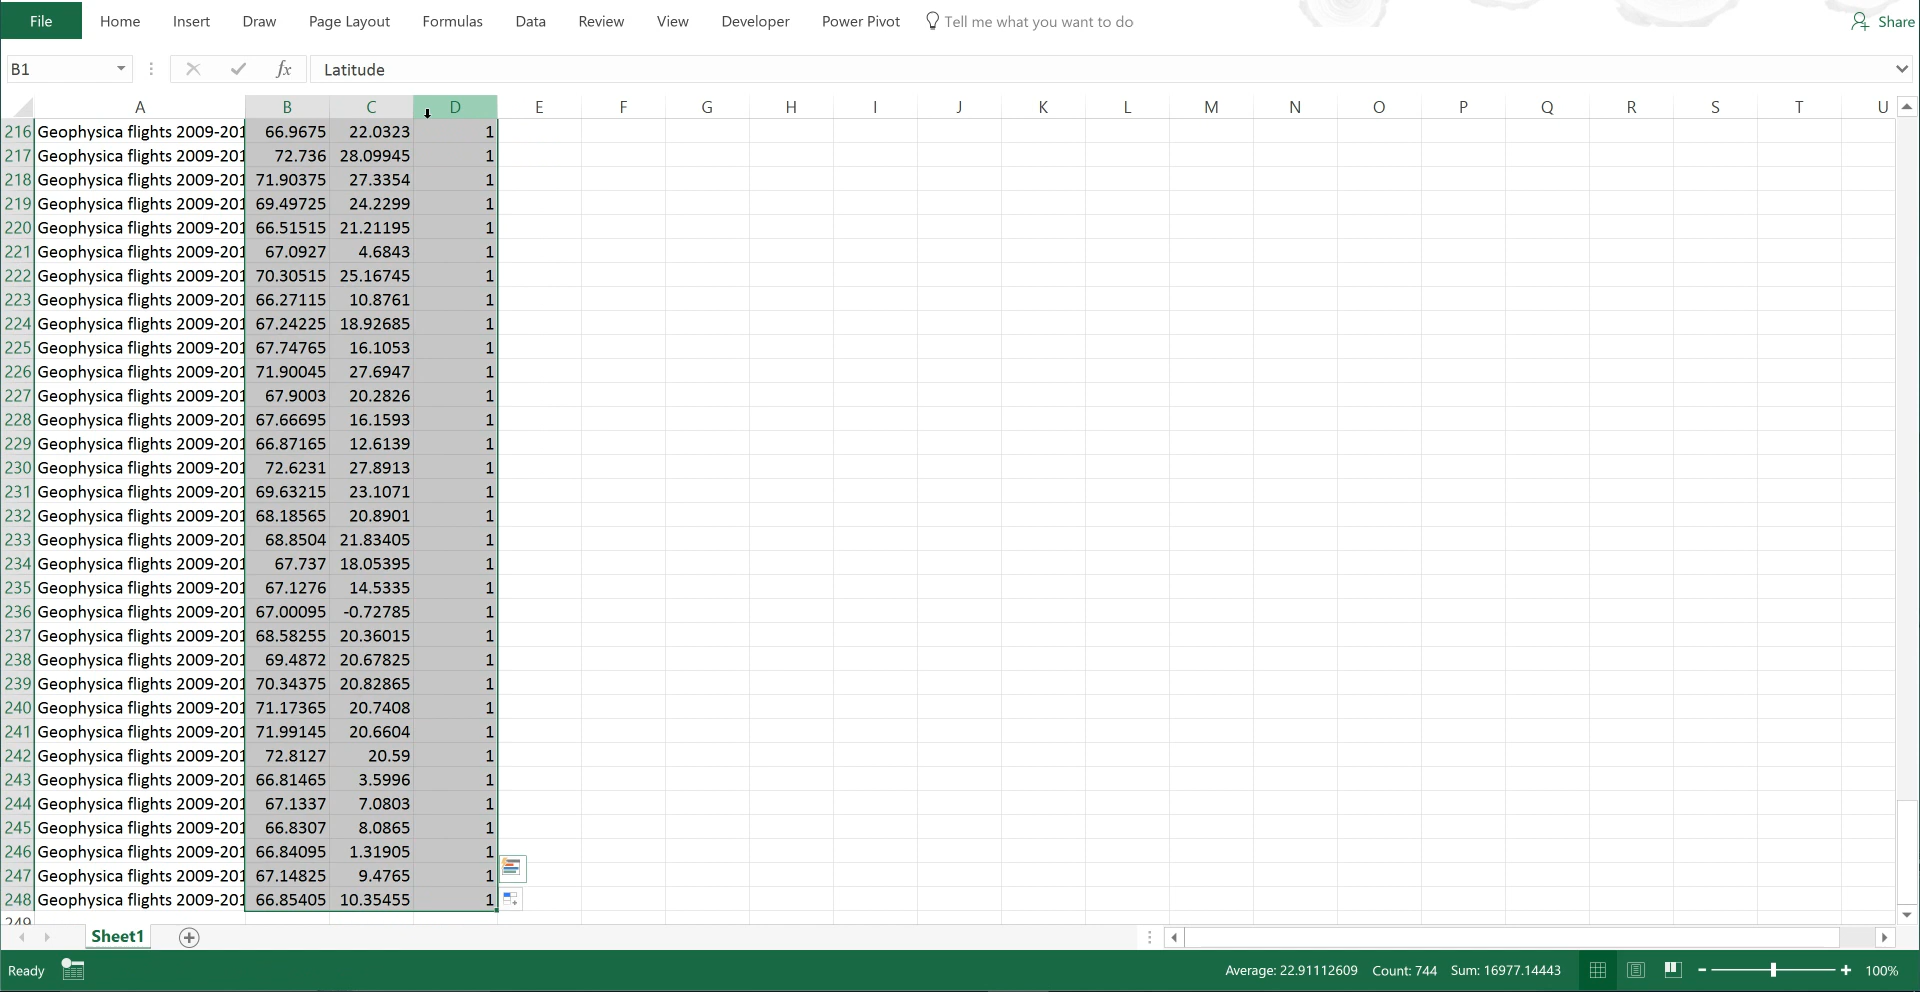 File Home Insert Draw Page Layout Formulas Data Review View Developer Power Pivot Tell me what you want to do Share
B1 fx Latitude
A B C D E F G H I J K L M N O P Q R S T U
216 Geophysica flights 2009-201 66.9675 22.0323 1
217 Geophysica flights 2009-201 72.736 28.09945 1
218 Geophysica flights 2009-201 71.90375 27.3354 1
219 Geophysica flights 2009-201 69.49725 24.2299 1
220 Geophysica flights 2009-201 66.51515 21.21195 1
221 Geophysica flights 2009-201 67.0927 4.6843 1
222 Geophysica flights 2009-201 70.30515 25.16745 1
223 Geophysica flights 2009-201 66.27115 10.8761 1
224 Geophysica flights 2009-201 67.24225 18.92685 1
225 Geophysica flights 2009-201 67.74765 16.1053 1
226 Geophysica flights 2009-201 71.90045 27.6947 1
227 Geophysica flights 2009-201 67.9003 20.2826 1
228 Geophysica flights 2009-201 67.66695 16.1593 1
229 Geophysica flights 2009-201 66.87165 12.6139 1
230 Geophysica flights 2009-201 72.6231 27.8913 1
231 Geophysica flights 2009-201 69.63215 23.1071 1
232 Geophysica flights 2009-201 68.18565 20.8901 1
233 Geophysica flights 2009-201 68.8504 21.83405 1
234 Geophysica flights 2009-201 67.737 18.05395 1
235 Geophysica flights 2009-201 67.1276 14.5335 1
236 Geophysica flights 2009-201 67.00095 -0.72785 1
237 Geophysica flights 2009-201 68.58255 20.36015 1
238 Geophysica flights 2009-201 69.4872 20.67825 1
239 Geophysica flights 2009-201 70.34375 20.82865 1
240 Geophysica flights 2009-201 71.17365 20.7408 1
241 Geophysica flights 2009-201 71.99145 20.6604 1
242 Geophysica flights 2009-201 72.8127 20.59 1
243 Geophysica flights 2009-201 66.81465 3.5996 1
244 Geophysica flights 2009-201 67.1337 7.0803 1
245 Geophysica flights 2009-201 66.8307 8.0865 1
246 Geophysica flights 2009-201 66.84095 1.31905 1
247 Geophysica flights 2009-201 67.14825 9.4765 1
248 Geophysica flights 2009-201 66.85405 10.35455 1
249
Sheet1
Ready Average: 22.91112609 Count: 744 Sum: 16977.14443 100%